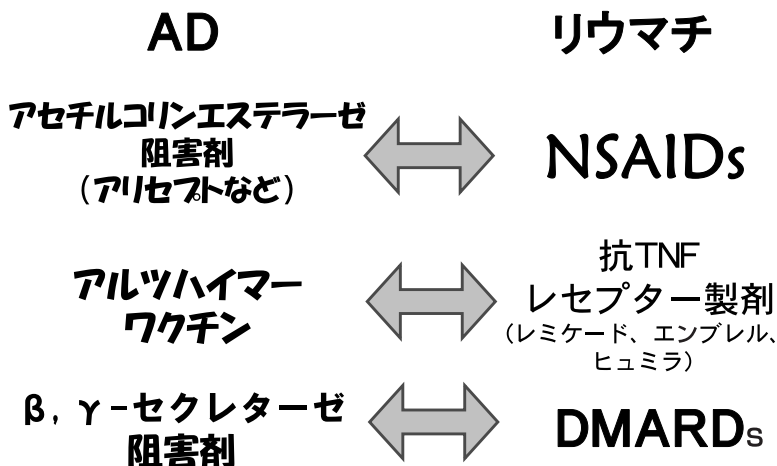 AD
リウマチ
アセチルコリンエステラーゼ
阻害剤
（アリセプトなど）
NSAIDs
アルツハイマー
ワクチン
抗TNF
レセプター製剤
（レミケード、エンブレル、
ヒュミラ）
β, γ-セクレターゼ
阻害剤
DMARDs